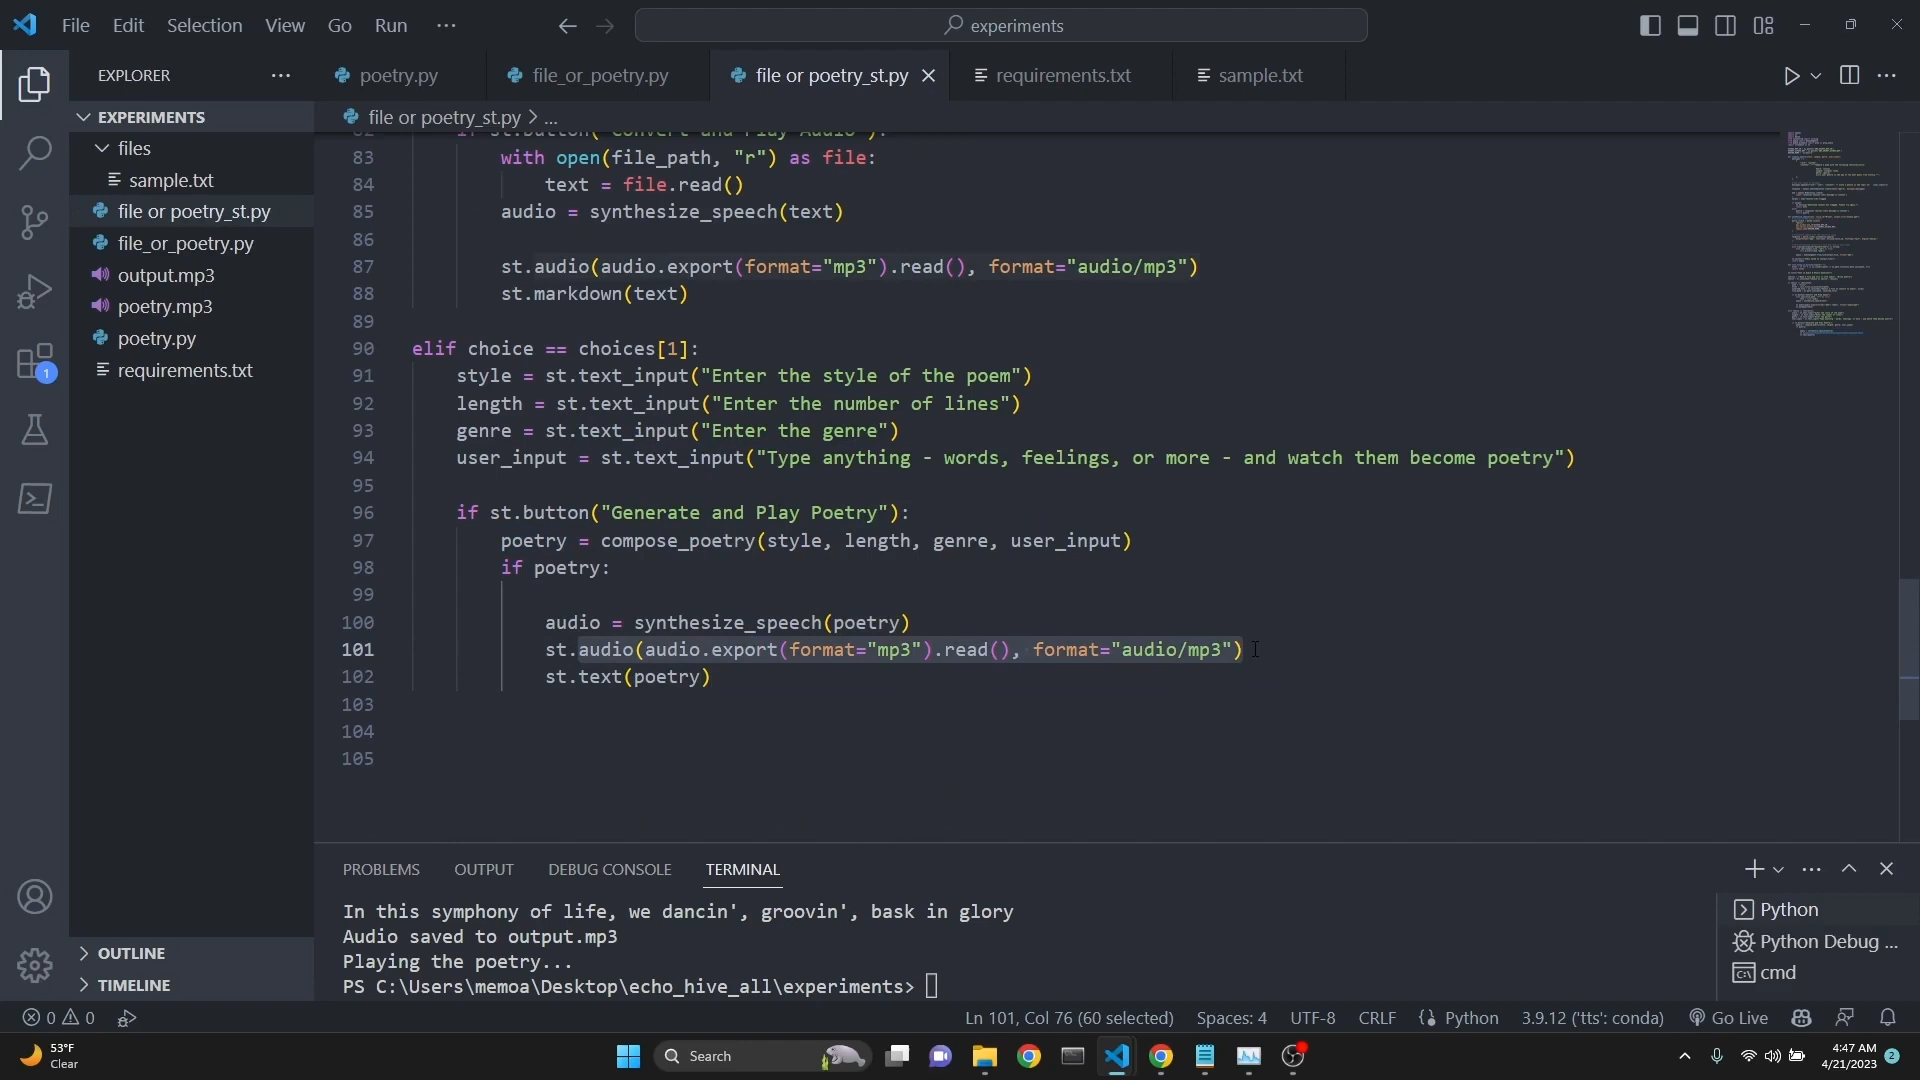 File Edit Selection View Go Run ··· experiments
EXPLORER ··· poetry.py file_or_poetry.py file or poetry_st.py requirements.txt sample.txt
EXPERIMENTS
file or poetry_st.py > ...
files
sample.txt
file or poetry_st.py
file_or_poetry.py
output.mp3
poetry.mp3
poetry.py
requirements.txt
1
OUTLINE
TIMELINE
82 if st.button("Convert and Play Audio"):
83 with open(file_path, "r") as file:
84 text = file.read()
85 audio = synthesize_speech(text)
86
87 st.audio(audio.export(format="mp3").read(), format="audio/mp3")
88 st.markdown(text)
89
90 elif choice == choices[1]:
91 style = st.text_input("Enter the style of the poem")
92 length = st.text_input("Enter the number of lines")
93 genre = st.text_input("Enter the genre")
94 user_input = st.text_input("Type anything - words, feelings, or more - and watch them become poetry")
95
96 if st.button("Generate and Play Poetry"):
97 poetry = compose_poetry(style, length, genre, user_input)
98 if poetry:
99
100 audio = synthesize_speech(poetry)
101 st.audio(audio.export(format="mp3").read(), format="audio/mp3")
102 st.text(poetry)
103
104
105
PROBLEMS OUTPUT DEBUG CONSOLE TERMINAL
In this symphony of life, we dancin', groovin', bask in glory
Audio saved to output.mp3
Playing the poetry...
PS C:\Users\memoa\Desktop\echo_hive_all\experiments>
Python
Python Debug ...
cmd
0 0 Ln 101, Col 76 (60 selected) Spaces: 4 UTF-8 CRLF Python 3.9.12 ('tts': conda) Go Live
53°F
Clear
Search
4:47 AM
4/21/2023
2